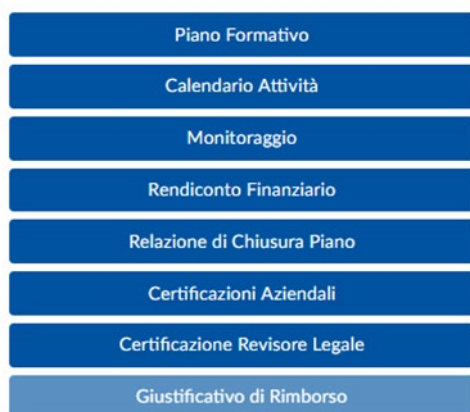 Piano Formativo
Calendario Attività
Monitoraggio
Rendiconto Finanziario
Relazione di Chiusura Piano
Certificazioni Aziendali
Certificazione Revisore Legale
Giustificativo di Rimborso